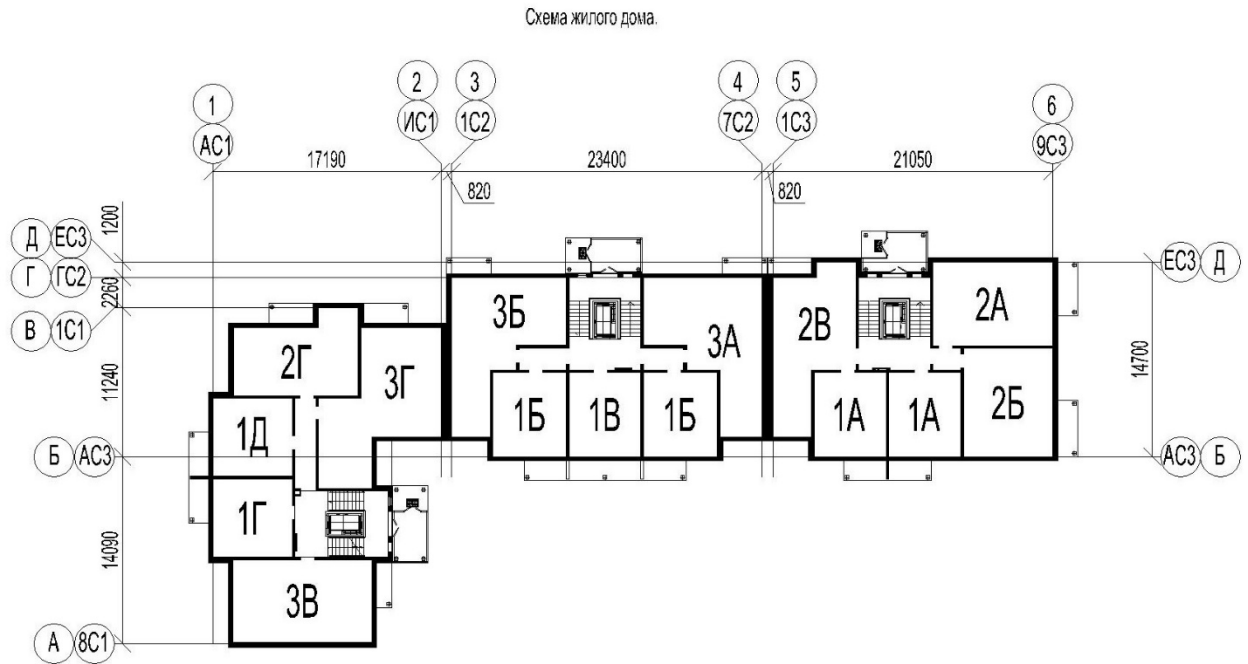 Схема жилого дома.
1 2 3 4 5 6
АС1 ИС1 1С2 7С2 1С3 9С3
17190 23400 21050
820 820
1200
Д ЕС3 ЕС3 Д
Г ГС2
2260
В 1С1
3Б 3А 2В 2А
2Г 3Г
11240 14700
1Б 1В 1Б 1А 1А 2Б
1Д
Б АС3 АС3 Б
1Г
14090
3В
А 8С1